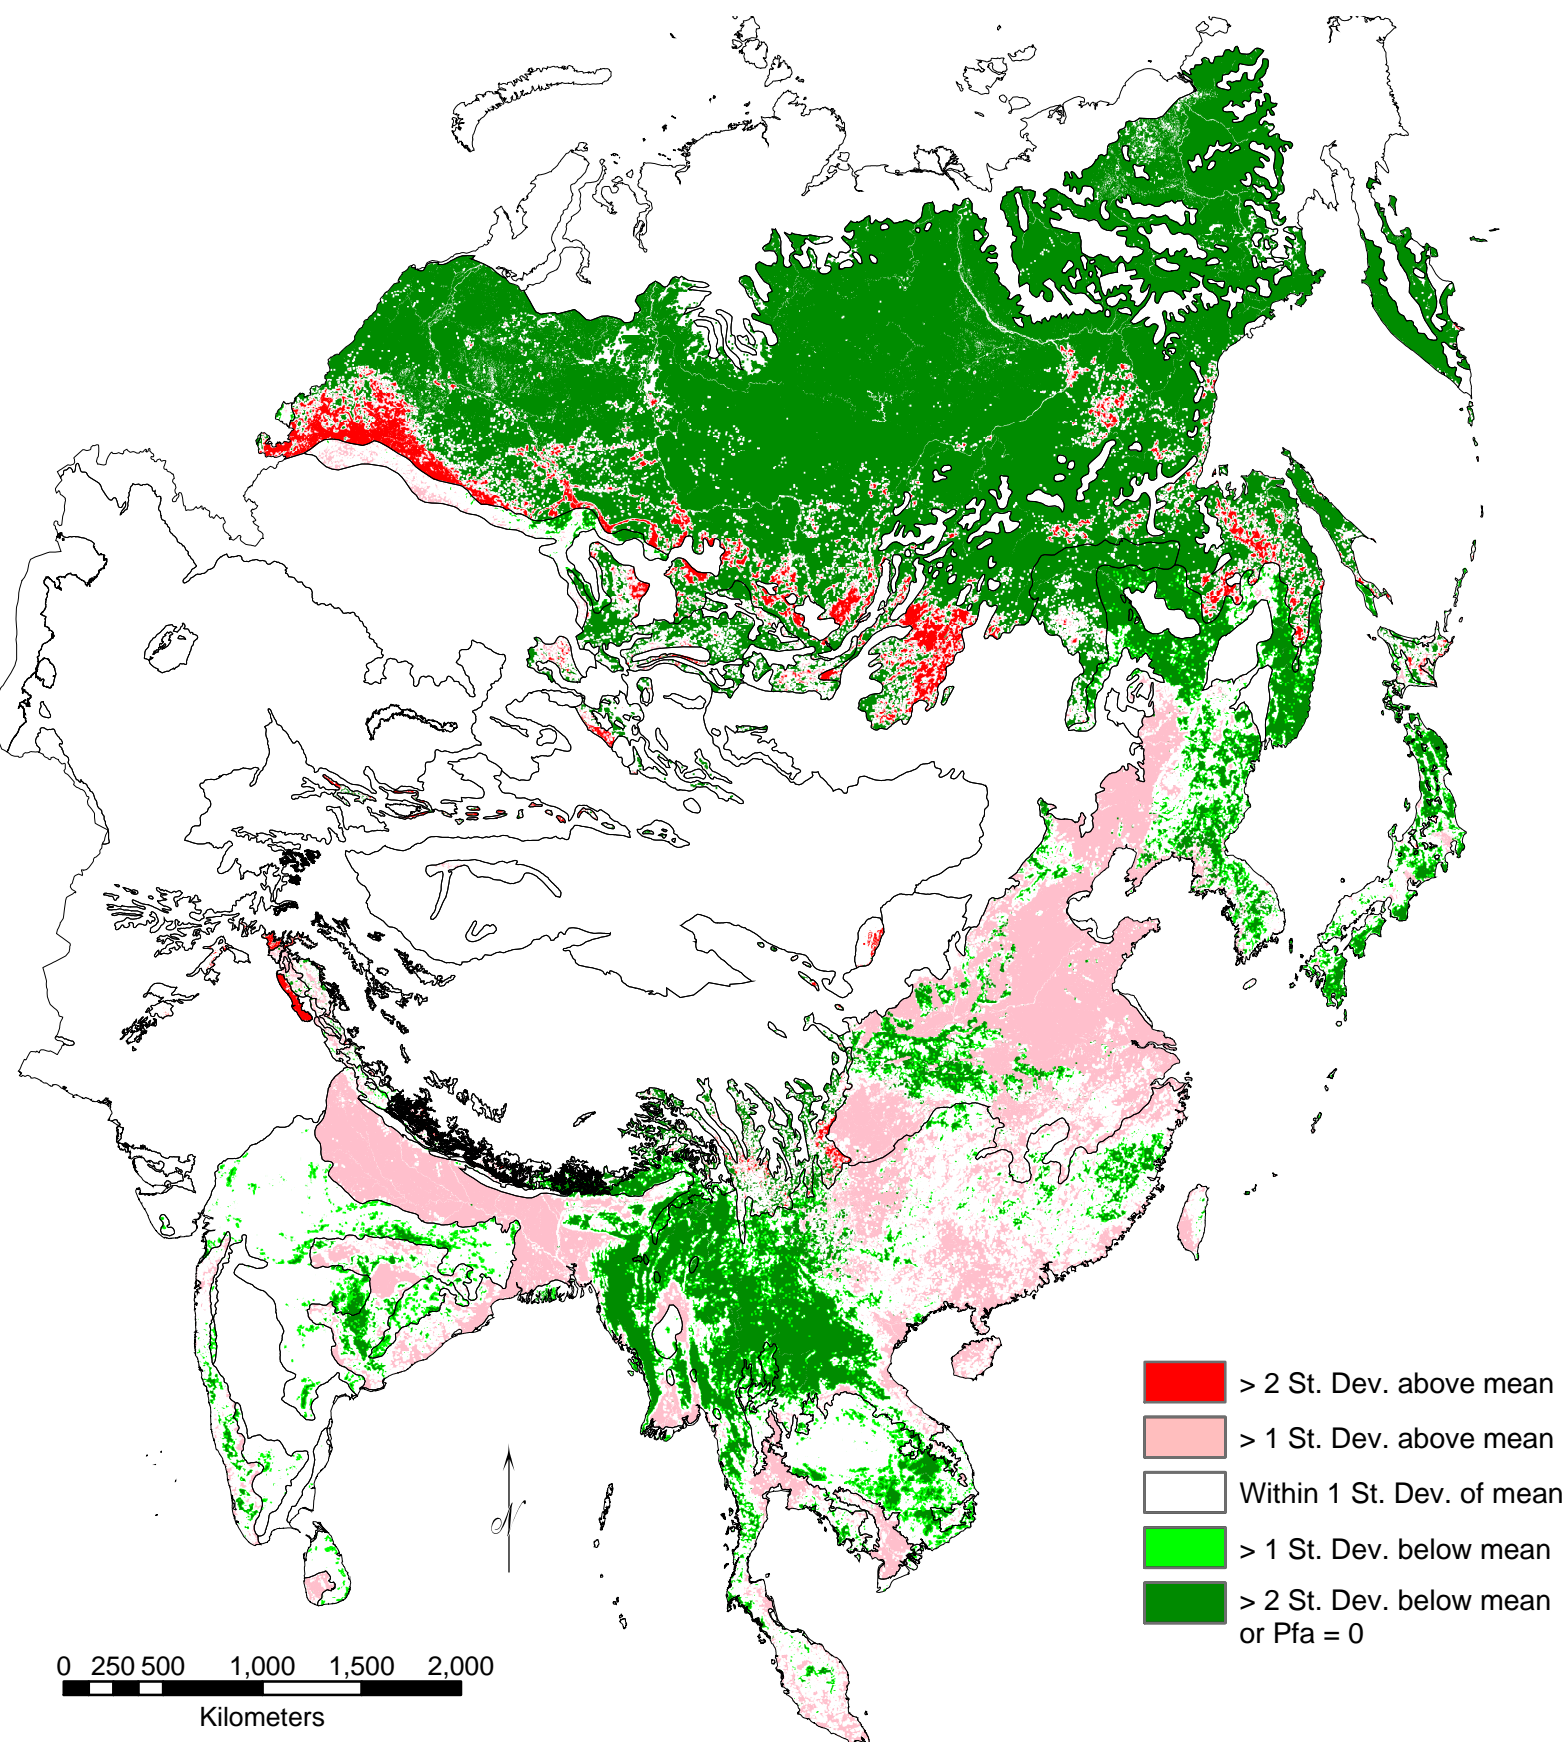 > 2 St. Dev. above mean
> 1 St. Dev. above mean
Within 1 St. Dev. of mean
> 1 St. Dev. below mean
> 2 St. Dev. below mean
or Pfa = 0
N
0 250 500 1,000 1,500 2,000
Kilometers